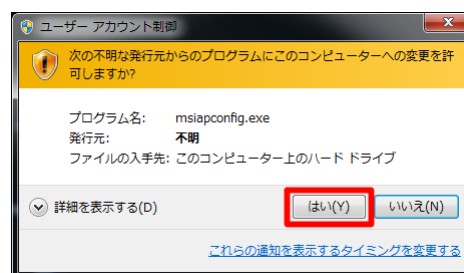 ユーザー アカウント制御
次の不明な発行元からのプログラムにこのコンピューターへの変更を許
可しますか?
プログラム名: msiapconfig.exe
発行元: 不明
ファイルの入手先: このコンピューター上のハード ドライブ
詳細を表示する(D)
はい(Y)
いいえ(N)
これらの通知を表示するタイミングを変更する